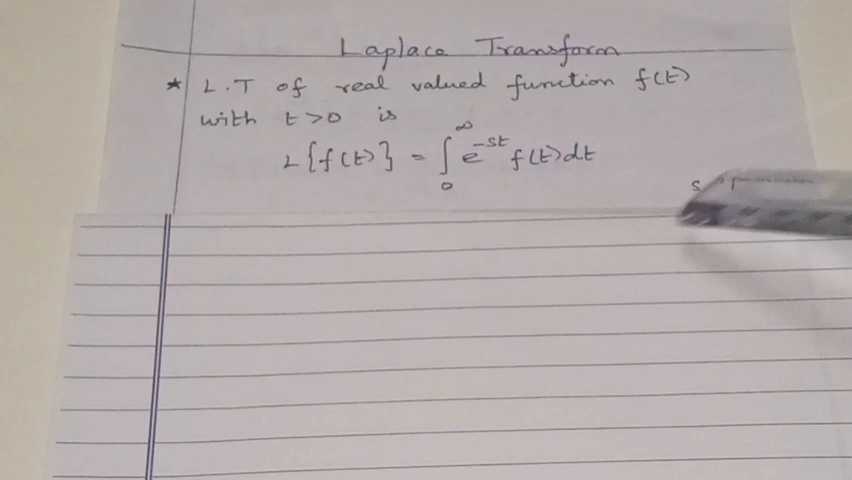 Laplace Transform
* L.T of real valued function f(t)
with t>0 is
L{f(t)} = ∫₀^∞ e^-st f(t)dt
s